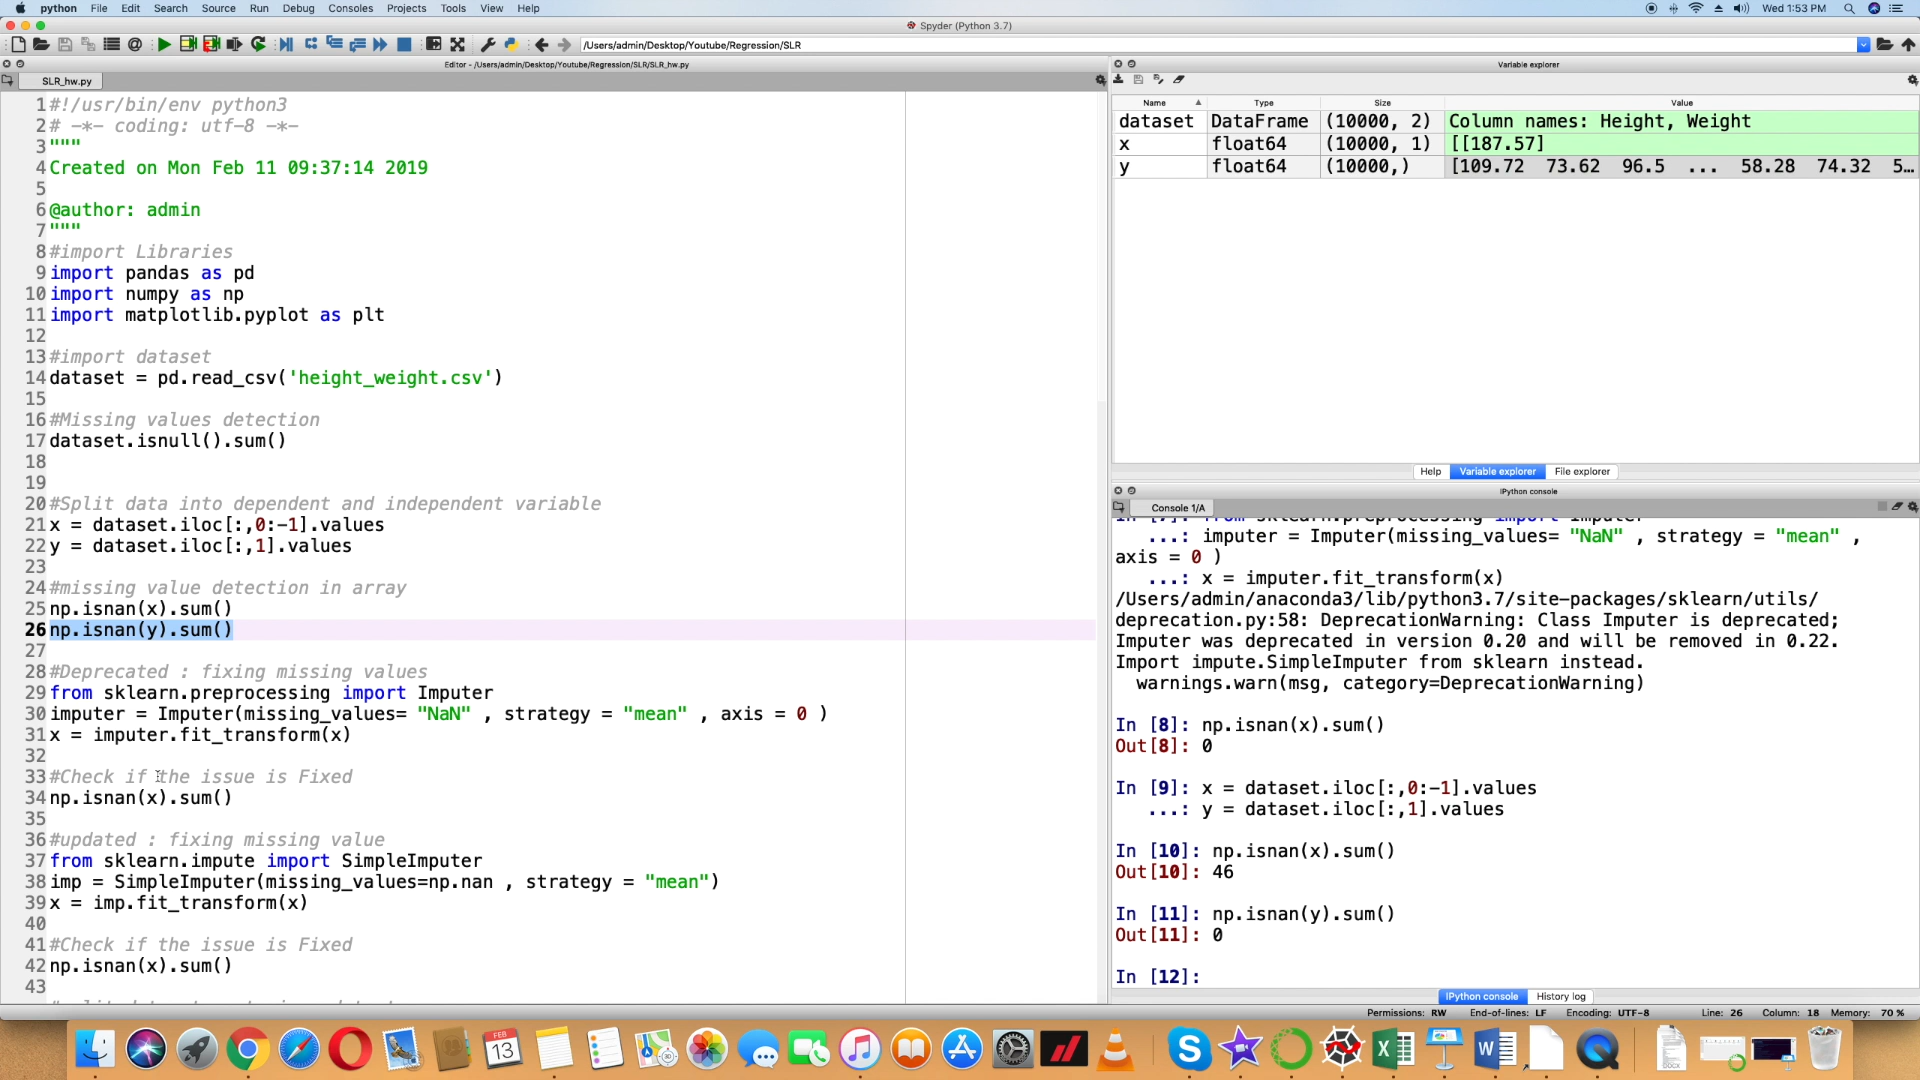 python File Edit Search Source Run Debug Consoles Projects Tools View Help Wed 1:53 PM
Spyder (Python 3.7)
/Users/admin/Desktop/Youtube/Regression/SLR
Editor - /Users/admin/Desktop/Youtube/Regression/SLR/SLR_hw.py
SLR_hw.py
1 #!/usr/bin/env python3
2 # -*- coding: utf-8 -*-
3 """
4 Created on Mon Feb 11 09:37:14 2019
5
6 @author: admin
7 """
8 #import Libraries
9 import pandas as pd
10 import numpy as np
11 import matplotlib.pyplot as plt
12
13 #import dataset
14 dataset = pd.read_csv('height_weight.csv')
15
16 #Missing values detection
17 dataset.isnull().sum()
18
19
20 #Split data into dependent and independent variable
21 x = dataset.iloc[:,0:-1].values
22 y = dataset.iloc[:,1].values
23
24 #missing value detection in array
25 np.isnan(x).sum()
26 np.isnan(y).sum()
27
28 #Deprecated : fixing missing values
29 from sklearn.preprocessing import Imputer
30 imputer = Imputer(missing_values= "NaN" , strategy = "mean" , axis = 0 )
31 x = imputer.fit_transform(x)
32
33 #Check if the issue is Fixed
34 np.isnan(x).sum()
35
36 #updated : fixing missing value
37 from sklearn.impute import SimpleImputer
38 imp = SimpleImputer(missing_values=np.nan , strategy = "mean")
39 x = imp.fit_transform(x)
40
41 #Check if the issue is Fixed
42 np.isnan(x).sum()
43
Variable explorer
Name Type Size Value
dataset DataFrame (10000, 2) Column names: Height, Weight
x float64 (10000, 1) [[187.57]
y float64 (10000,) [109.72 73.62 96.5 ... 58.28 74.32 5...
Help Variable explorer File explorer
IPython console
Console 1/A
In [7]: from sklearn.preprocessing import Imputer
...: imputer = Imputer(missing_values= "NaN" , strategy = "mean" ,
axis = 0 )
...: x = imputer.fit_transform(x)
/Users/admin/anaconda3/lib/python3.7/site-packages/sklearn/utils/
deprecation.py:58: DeprecationWarning: Class Imputer is deprecated;
Imputer was deprecated in version 0.20 and will be removed in 0.22.
Import impute.SimpleImputer from sklearn instead.
warnings.warn(msg, category=DeprecationWarning)
In [8]: np.isnan(x).sum()
Out[8]: 0
In [9]: x = dataset.iloc[:,0:-1].values
...: y = dataset.iloc[:,1].values
In [10]: np.isnan(x).sum()
Out[10]: 46
In [11]: np.isnan(y).sum()
Out[11]: 0
In [12]:
IPython console History log
Permissions: RW End-of-lines: LF Encoding: UTF-8 Line: 26 Column: 18 Memory: 70 %
FEB
13